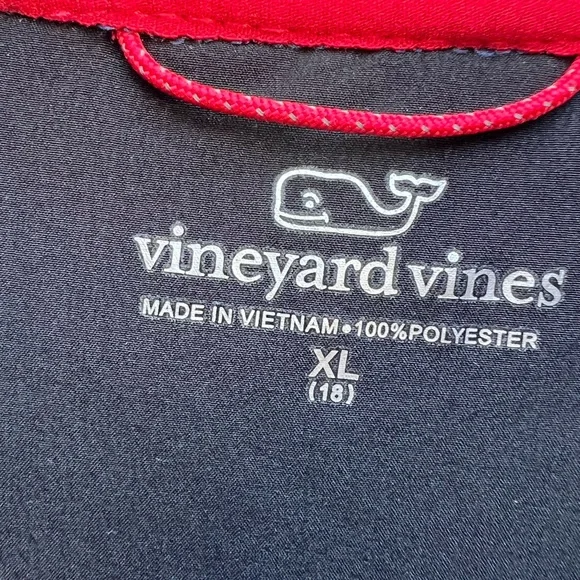 vineyard vines
MADE IN VIETNAM•100%POLYESTER
XL
(18)